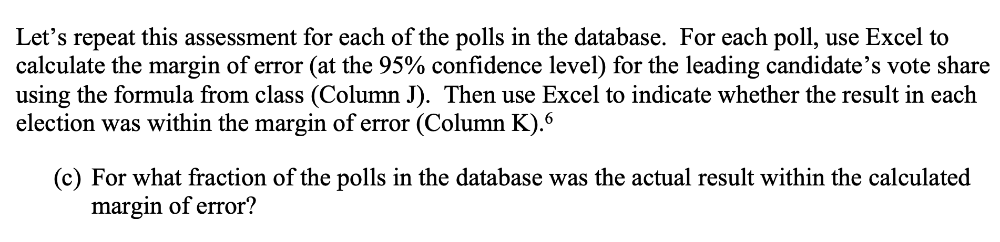 Let’s repeat this assessment for each of the polls in the database.  For each poll, use Excel to
calculate the margin of error (at the 95% confidence level) for the leading candidate’s vote share
using the formula from class (Column J).  Then use Excel to indicate whether the result in each
election was within the margin of error (Column K).⁶
(c) For what fraction of the polls in the database was the actual result within the calculated
margin of error?